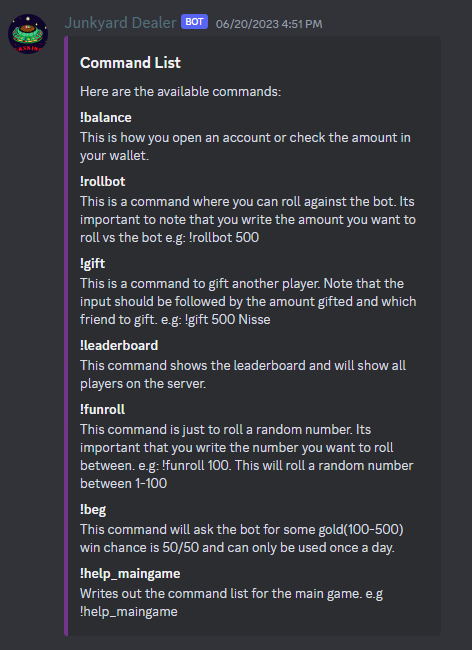 Junkyard Dealer BOT 06/20/2023 4:51 PM
Command List
Here are the available commands:
!balance
This is how you open an account or check the amount in
your wallet.
!rollbot
This is a command where you can roll against the bot. Its
important to note that you write the amount you want to
roll vs the bot e.g: !rollbot 500
!gift
This is a command to gift another player. Note that the
input should be followed by the amount gifted and which
friend to gift. e.g: !gift 500 Nisse
!leaderboard
This command shows the leaderboard and will show all
players on the server.
!funroll
This command is just to roll a random number. Its
important that you write the number you want to roll
between. e.g: !funroll 100. This will roll a random number
between 1-100
!beg
This command will ask the bot for some gold(100-500)
win chance is 50/50 and can only be used once a day.
!help_maingame
Writes out the command list for the main game. e.g
!help_maingame